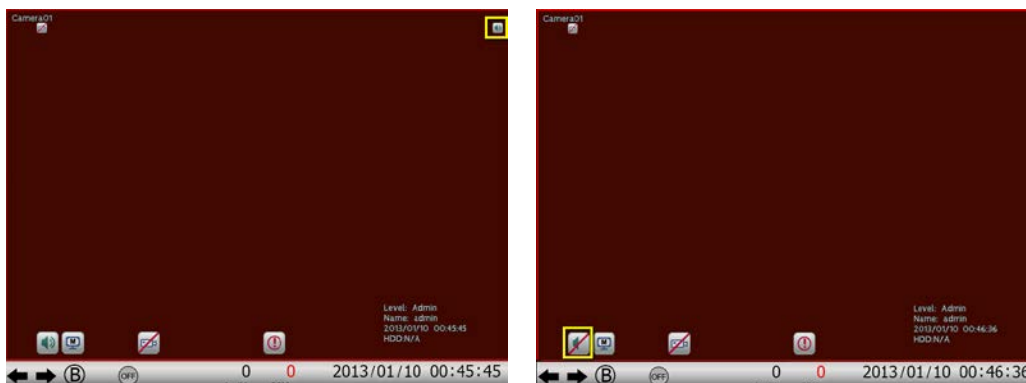 Camera01
Level: Admin
Name: admin
2013/01/10 00:45:45
HDD:N/A
B OFF 0 0 2013/01/10 00:45:45
Camera01
Level: Admin
Name: admin
2013/01/10 00:46:36
HDD:N/A
B OFF 0 0 2013/01/10 00:46:36